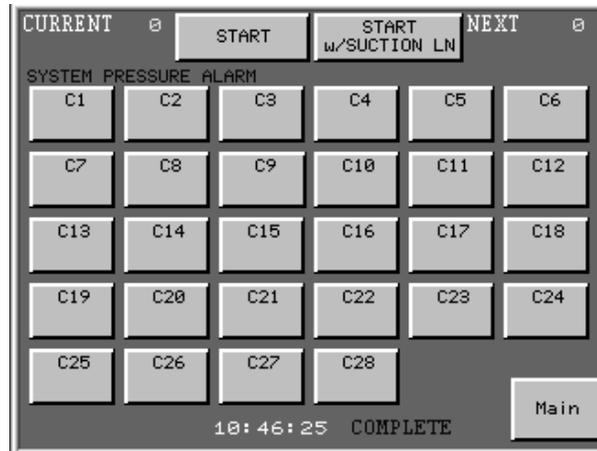 CURRENT 0 START START w/SUCTION LN NEXT 0
SYSTEM PRESSURE ALARM
C1 C2 C3 C4 C5 C6
C7 C8 C9 C10 C11 C12
C13 C14 C15 C16 C17 C18
C19 C20 C21 C22 C23 C24
C25 C26 C27 C28
Main
10:46:25 COMPLETE